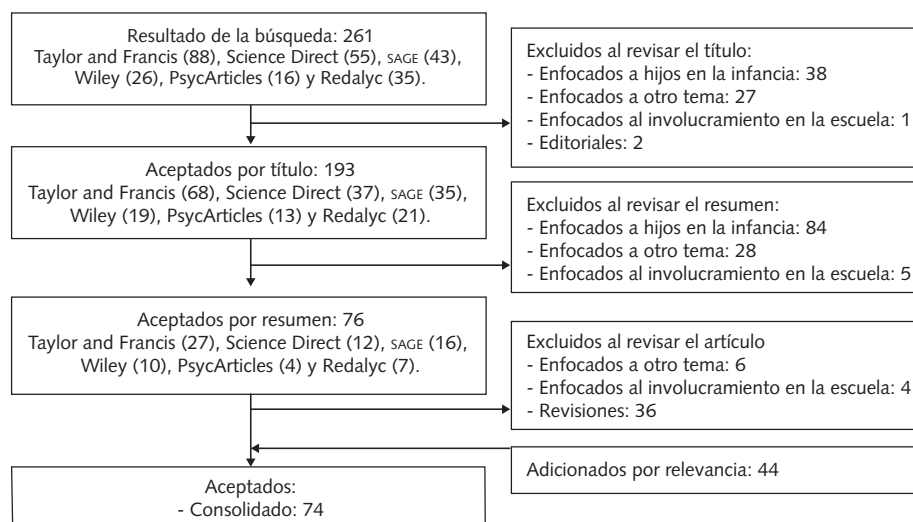 Resultado de la búsqueda: 261
Taylor and Francis (88), Science Direct (55), SAGE (43),
Wiley (26), PsycArticles (16) y Redalyc (35).
Excluidos al revisar el título:
- Enfocados a hijos en la infancia: 38
- Enfocados a otro tema: 27
- Enfocados al involucramiento en la escuela: 1
- Editoriales: 2
Aceptados por título: 193
Taylor and Francis (68), Science Direct (37), SAGE (35),
Wiley (19), PsycArticles (13) y Redalyc (21).
Excluidos al revisar el resumen:
- Enfocados a hijos en la infancia: 84
- Enfocados a otro tema: 28
- Enfocados al involucramiento en la escuela: 5
Aceptados por resumen: 76
Taylor and Francis (27), Science Direct (12), SAGE (16),
Wiley (10), PsycArticles (4) y Redalyc (7).
Excluidos al revisar el artículo
- Enfocados a otro tema: 6
- Enfocados al involucramiento en la escuela: 4
- Revisiones: 36
Adicionados por relevancia: 44
Aceptados:
- Consolidado: 74